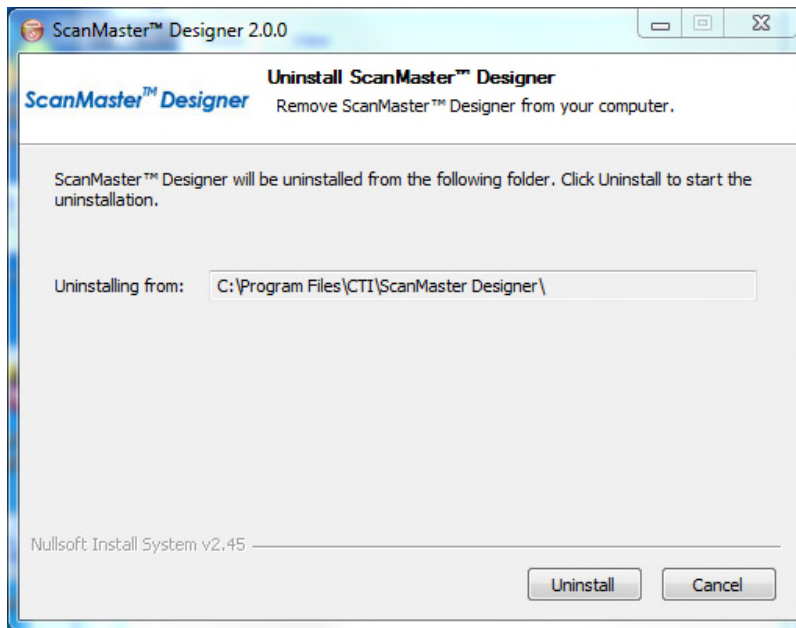 ScanMaster™ Designer 2.0.0
ScanMaster™ Designer
Uninstall ScanMaster™ Designer
Remove ScanMaster™ Designer from your computer.
ScanMaster™ Designer will be uninstalled from the following folder. Click Uninstall to start the
uninstallation.
Uninstalling from: C:\Program Files\CTI\ScanMaster Designer\
Nullsoft Install System v2.45
Uninstall Cancel